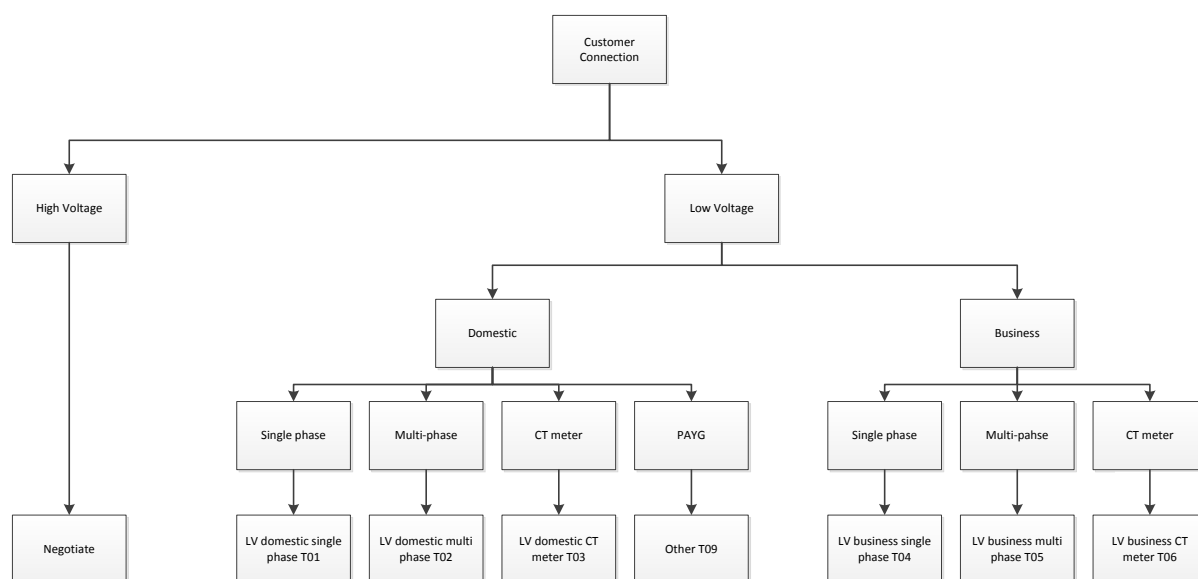 Customer
Connection
High Voltage
Low Voltage
Domestic
Business
Single phase
Multi-phase
CT meter
PAYG
Single phase
Multi-pahse
CT meter
Negotiate
LV domestic single
phase T01
LV domestic multi
phase T02
LV domestic CT
meter T03
Other T09
LV business single
phase T04
LV business multi
phase T05
LV business CT
meter T06